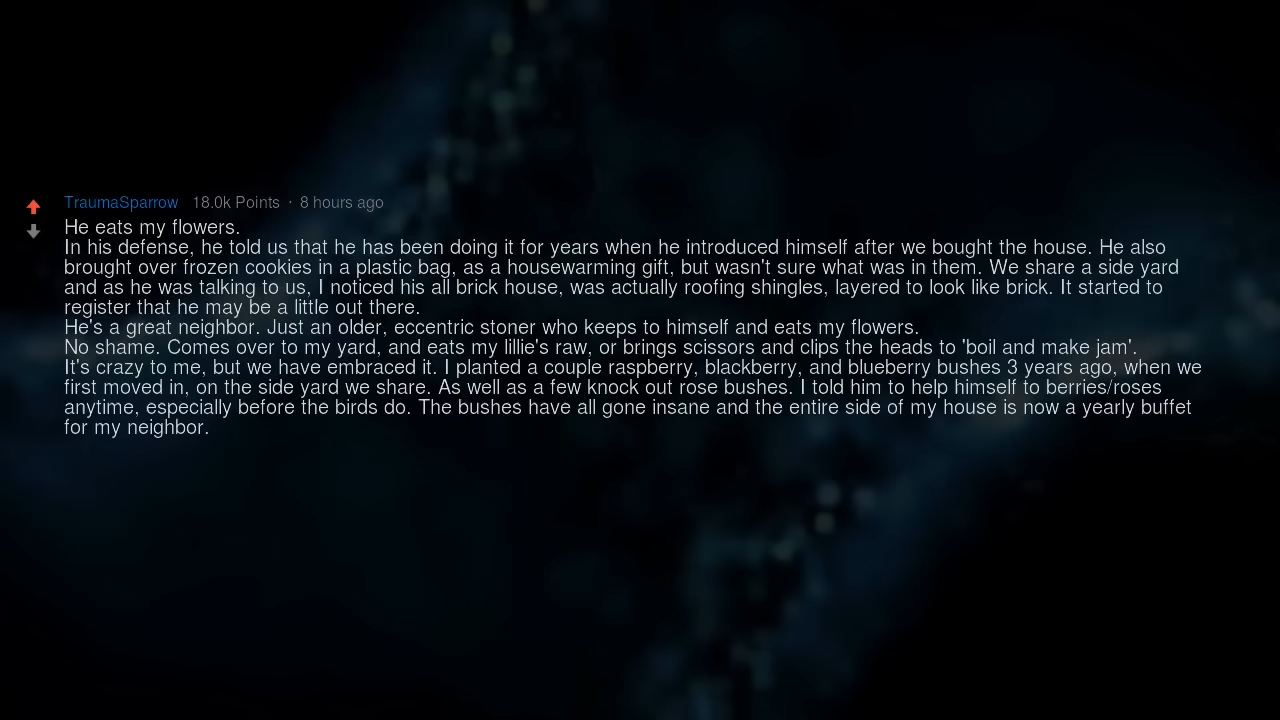 TraumaSparrow 18.0k Points · 8 hours ago
He eats my flowers.
In his defense, he told us that he has been doing it for years when he introduced himself after we bought the house. He also
brought over frozen cookies in a plastic bag, as a housewarming gift, but wasn't sure what was in them. We share a side yard
and as he was talking to us, I noticed his all brick house, was actually roofing shingles, layered to look like brick. It started to
register that he may be a little out there.
He's a great neighbor. Just an older, eccentric stoner who keeps to himself and eats my flowers.
No shame. Comes over to my yard, and eats my lillie's raw, or brings scissors and clips the heads to 'boil and make jam'.
It's crazy to me, but we have embraced it. I planted a couple raspberry, blackberry, and blueberry bushes 3 years ago, when we
first moved in, on the side yard we share. As well as a few knock out rose bushes. I told him to help himself to berries/roses
anytime, especially before the birds do. The bushes have all gone insane and the entire side of my house is now a yearly buffet
for my neighbor.